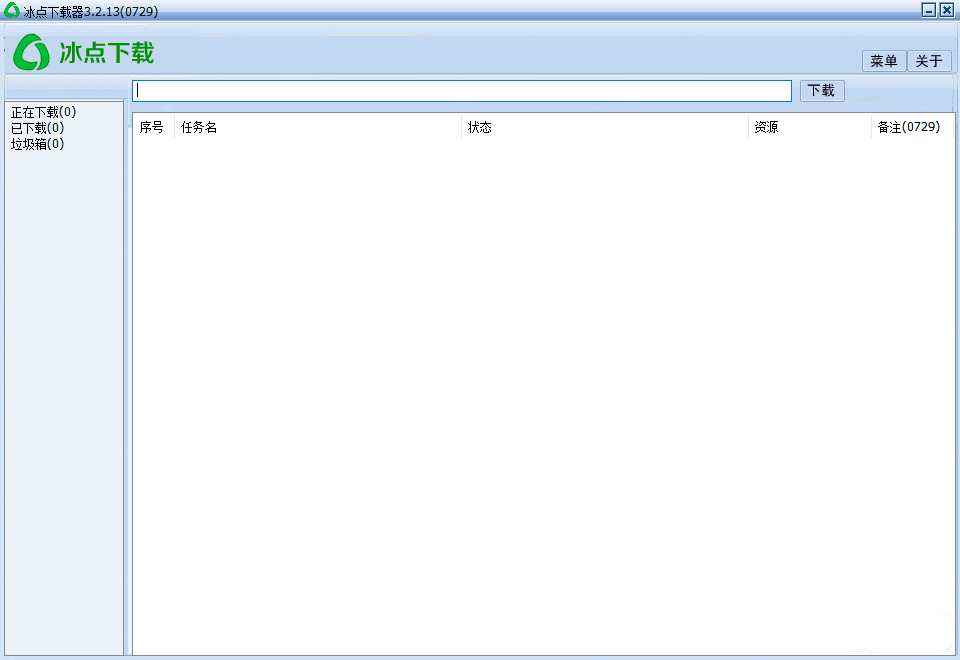 冰点下载器3.2.13(0729)
冰点下载
菜单 关于
下载
正在下载(0)
已下载(0)
垃圾箱(0)
序号 任务名 状态 资源 备注(0729)